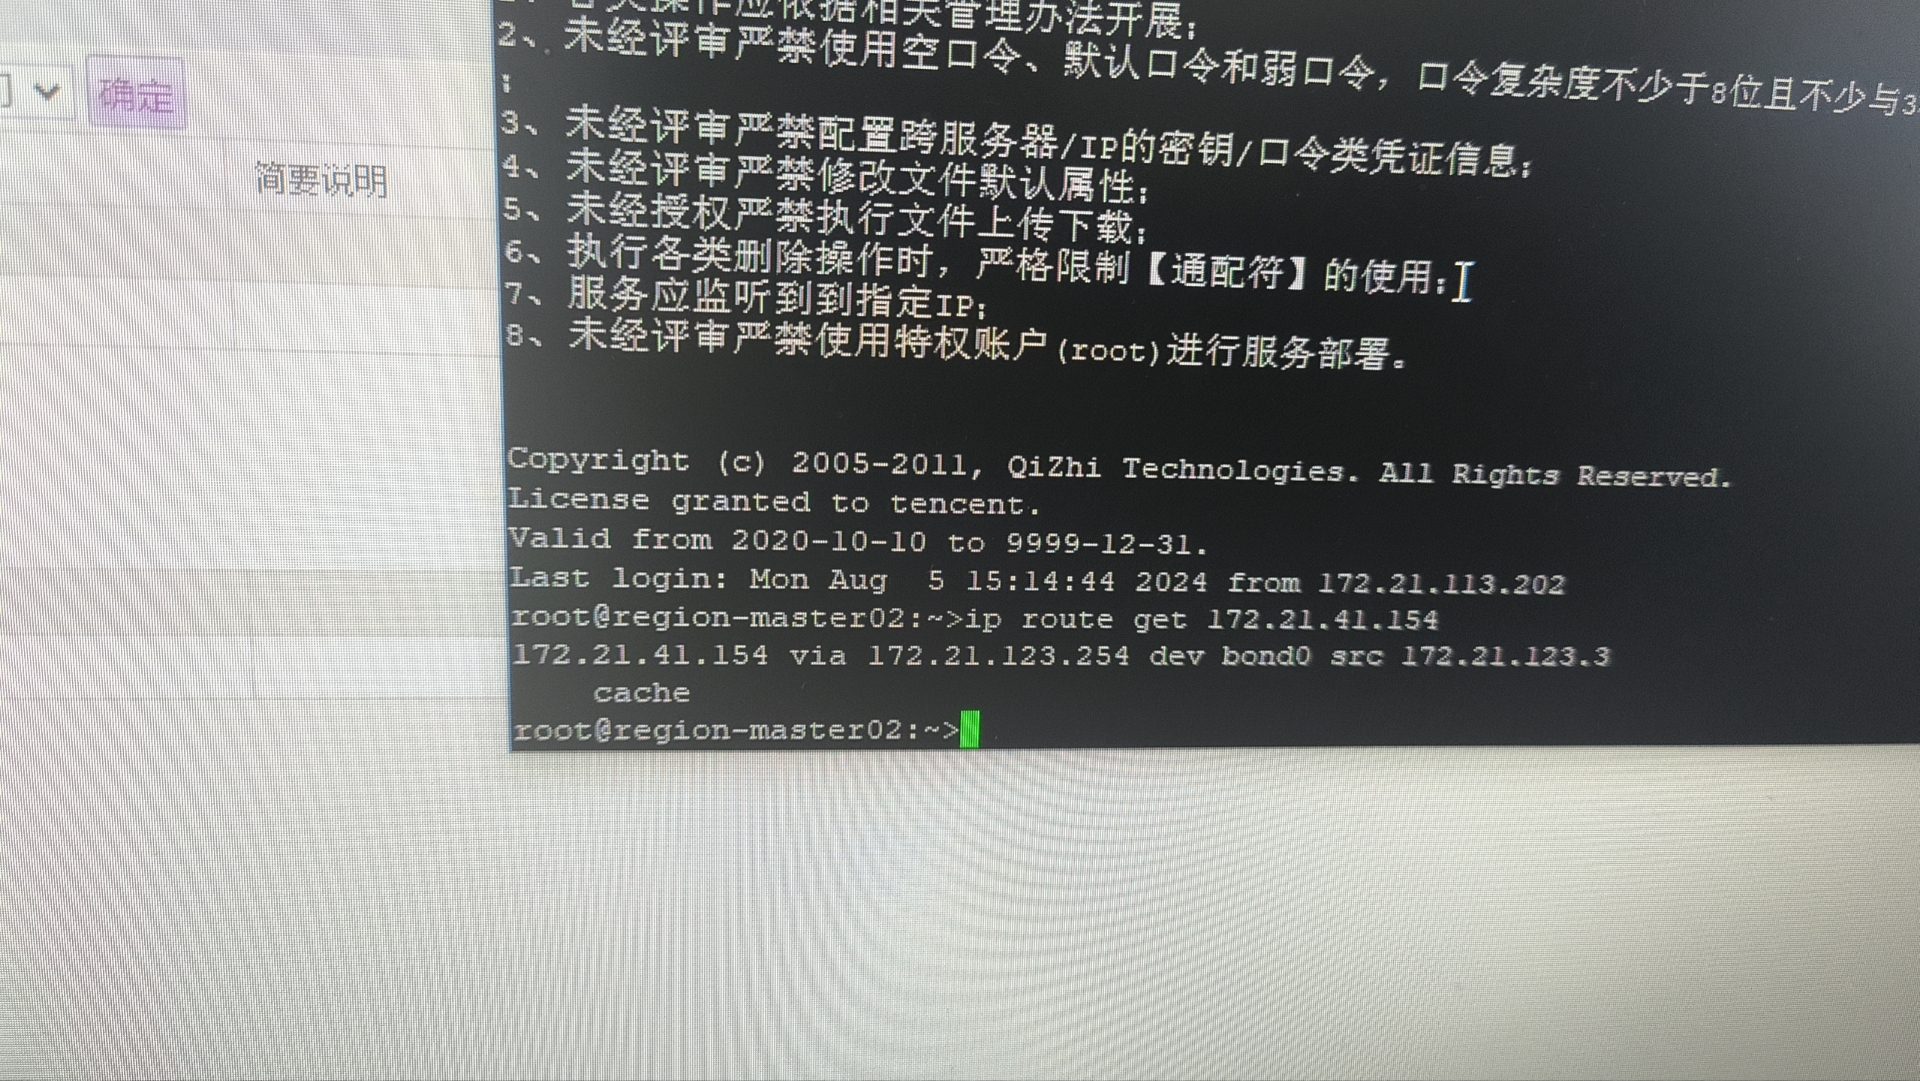 确定
简要说明
各类操作应依据相关管理办法开展;
2、未经评审严禁使用空口令、默认口令和弱口令，口令复杂度不少于8位且不少与3
;
3、未经评审严禁配置跨服务器/IP的密钥/口令类凭证信息;
4、未经评审严禁修改文件默认属性;
5、未经授权严禁执行文件上传下载;
6、执行各类删除操作时，严格限制【通配符】的使用;
7、服务应监听到到指定IP;
8、未经评审严禁使用特权账户(root)进行服务部署。
Copyright (c) 2005-2011, QiZhi Technologies. All Rights Reserved.
License granted to tencent.
Valid from 2020-10-10 to 9999-12-31.
Last login: Mon Aug  5 15:14:44 2024 from 172.21.113.202
root@region-master02:~>ip route get 172.21.41.154
172.21.41.154 via 172.21.123.254 dev bond0 src 172.21.123.3
    cache
root@region-master02:~>